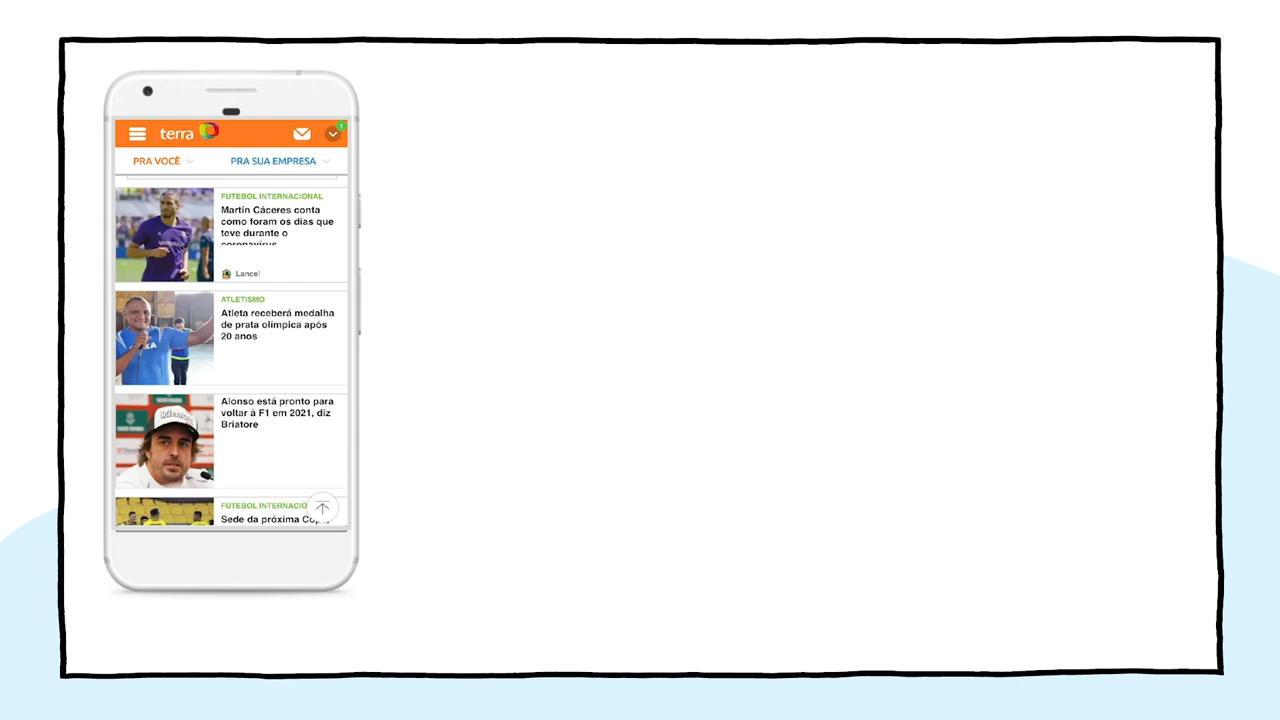 terra
1
PRA VOCÊ
PRA SUA EMPRESA
FUTEBOL INTERNACIONAL
Martín Cáceres conta
como foram os dias que
teve durante o
coronavírus
Lance!
ATLETISMO
Atleta receberá medalha
de prata olímpica após
20 anos
Alonso está pronto para
voltar à F1 em 2021, diz
Briatore
FUTEBOL INTERNACIO
Sede da próxima